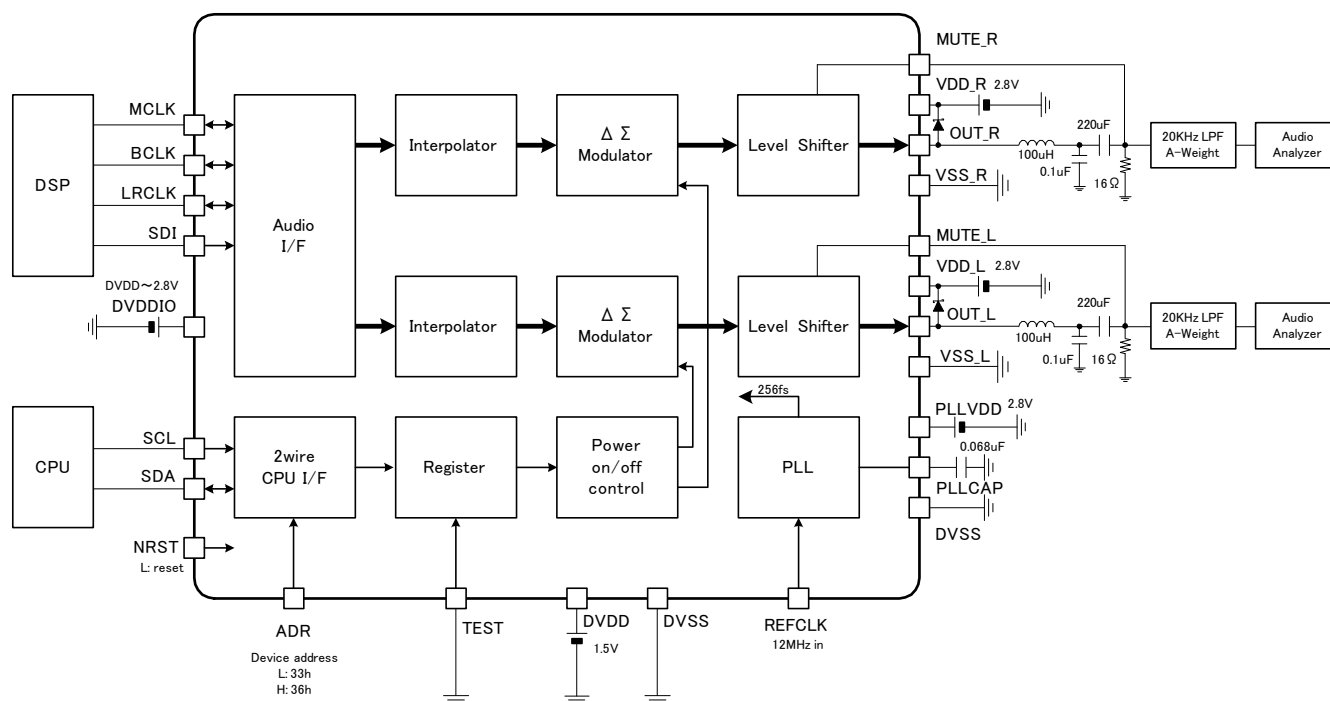 MUTE_R
VDD_R 2.8V
MCLK
BCLK
LRCLK
SDI
DSP
Audio
I/F
Interpolator
Δ Σ
Modulator
Level Shifter
OUT_R
100uH
220uF
0.1uF
16Ω
VSS_R
20KHz LPF
A-Weight
Audio
Analyzer
DVDD～2.8V
DVDDIO
Interpolator
Δ Σ
Modulator
Level Shifter
MUTE_L
VDD_L 2.8V
OUT_L
100uH
220uF
0.1uF
16Ω
VSS_L
20KHz LPF
A-Weight
Audio
Analyzer
CPU
SCL
SDA
NRST
L: reset
2wire
CPU I/F
Register
Power
on/off
control
256fs
PLL
PLLVDD 2.8V
0.068uF
PLLCAP
DVSS
ADR
Device address
L: 33h
H: 36h
TEST
DVDD
1.5V
DVSS
REFCLK
12MHz in